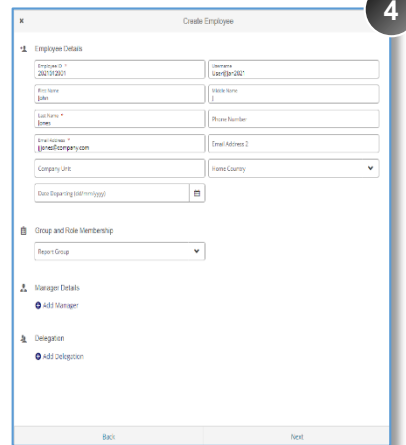 4
× Create Employee
Employee Details
Employee ID * Username
First Name Middle Name
John J
Last Name *
Jones Phone Number
Email Address *
jjones@company.com Email Address 2
Company Unit Home Country
Date Departing (dd/mm/yyyy)
Group and Role Membership
Report Group
Manager Details
Add Manager
Delegation
Add Delegation
Back Next